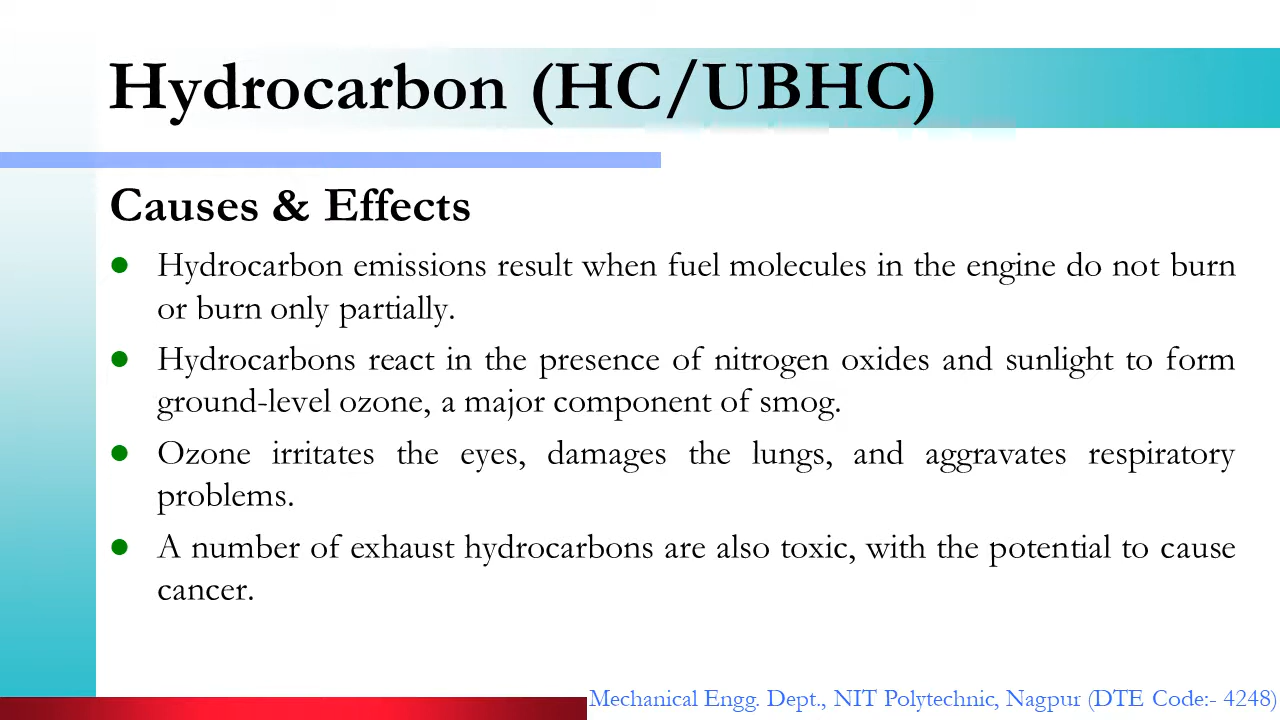 Hydrocarbon (HC/UBHC)
Causes & Effects
Hydrocarbon emissions result when fuel molecules in the engine do not burn
or burn only partially.
Hydrocarbons react in the presence of nitrogen oxides and sunlight to form
ground-level ozone, a major component of smog.
Ozone irritates the eyes, damages the lungs, and aggravates respiratory
problems.
A number of exhaust hydrocarbons are also toxic, with the potential to cause
cancer.
Mechanical Engg. Dept., NIT Polytechnic, Nagpur (DTE Code:- 4248)